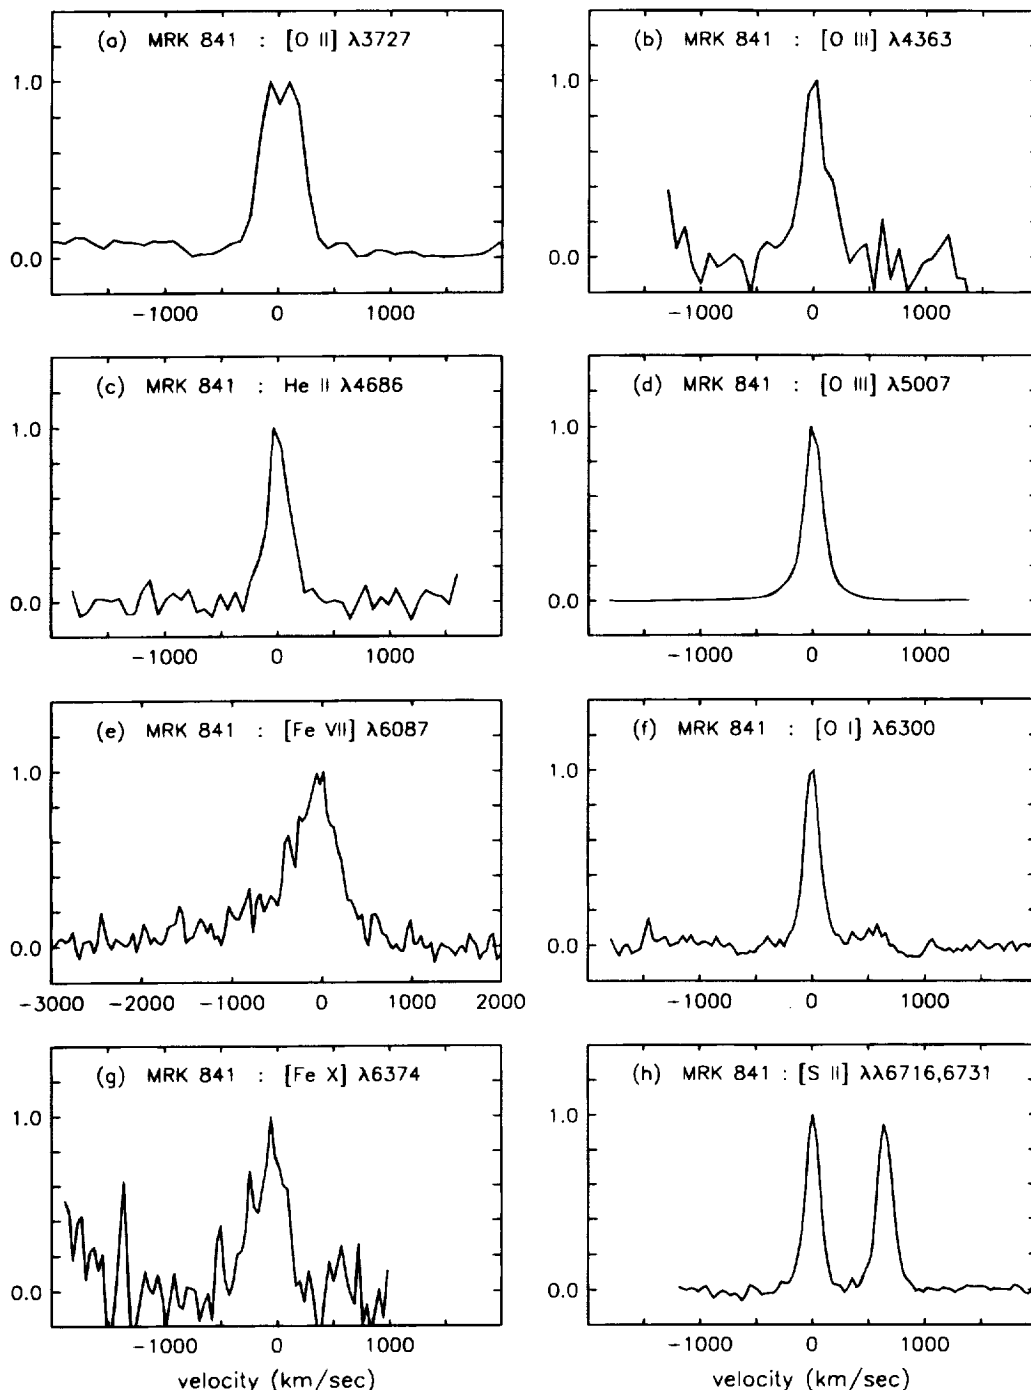 (a) MRK 841 : [O II] λ3727
1.0
0.0
−1000 0 1000
(b) MRK 841 : [O III] λ4363
1.0
0.0
−1000 0 1000
(c) MRK 841 : He II λ4686
1.0
0.0
−1000 0 1000
(d) MRK 841 : [O III] λ5007
1.0
0.0
−1000 0 1000
(e) MRK 841 : [Fe VII] λ6087
1.0
0.0
−3000 −2000 −1000 0 1000 2000
(f) MRK 841 : [O I] λ6300
1.0
0.0
−1000 0 1000
(g) MRK 841 : [Fe X] λ6374
1.0
0.0
−1000 0 1000
velocity (km/sec)
(h) MRK 841 : [S II] λλ6716,6731
1.0
0.0
−1000 0 1000
velocity (km/sec)